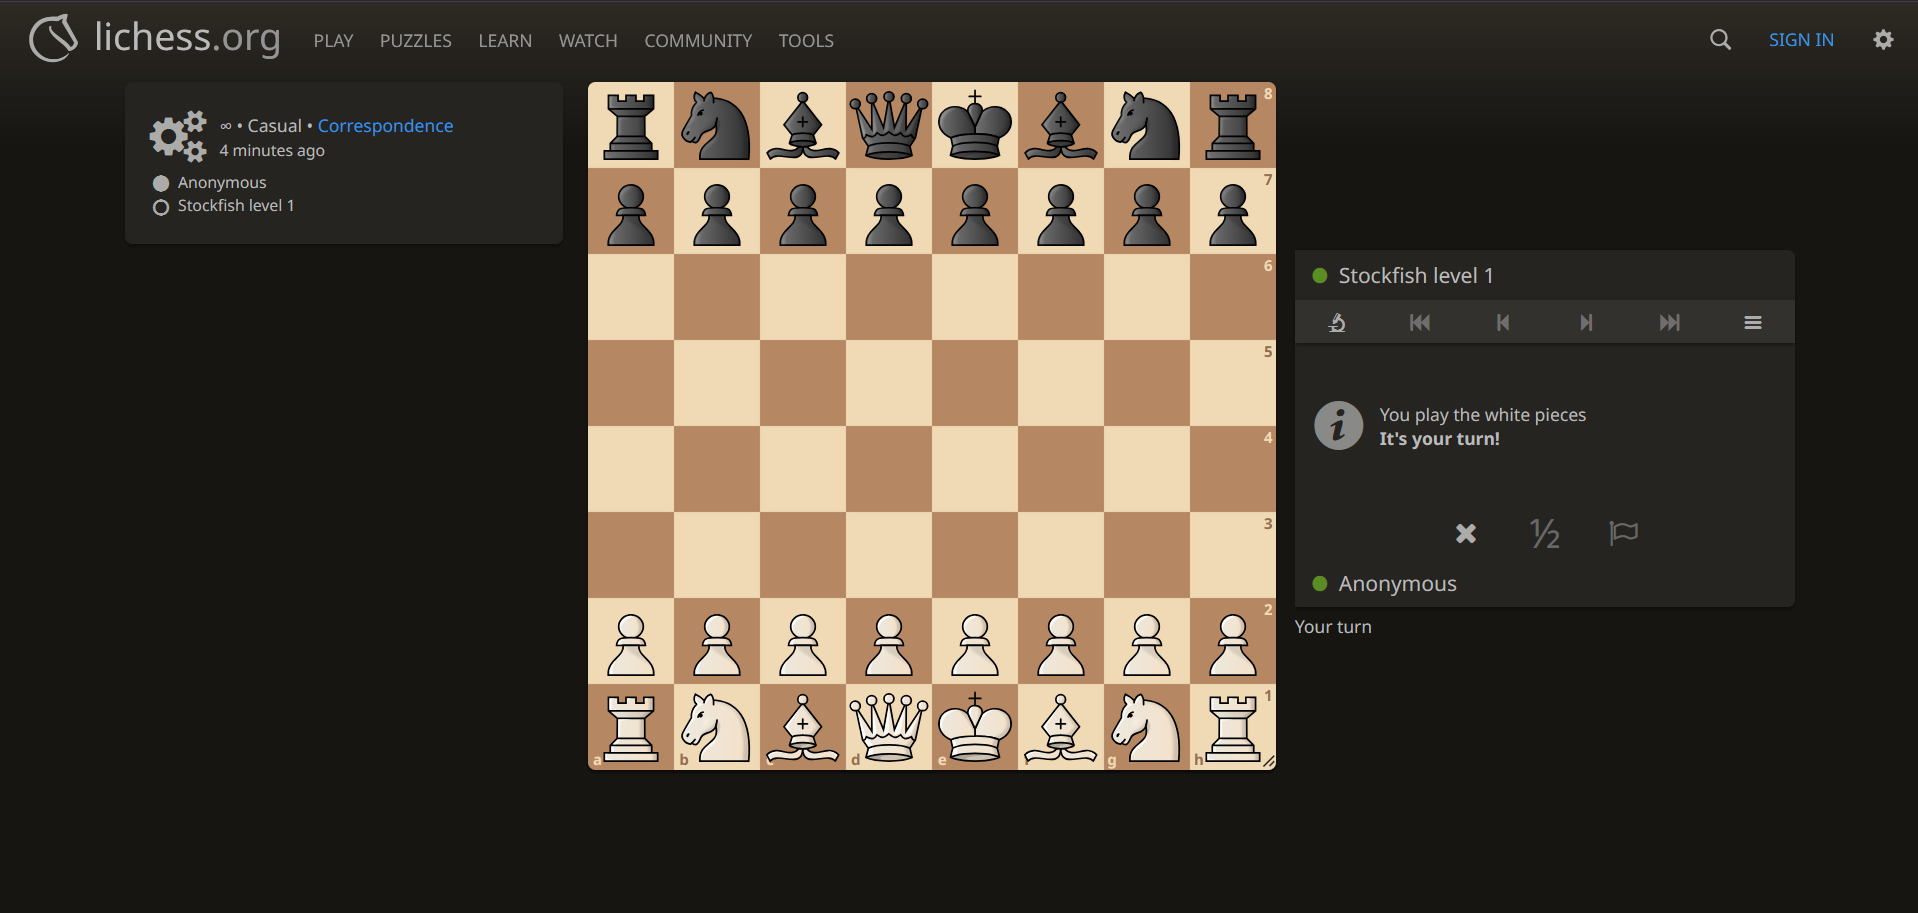 lichess.org PLAY PUZZLES LEARN WATCH COMMUNITY TOOLS SIGN IN
∞ • Casual • Correspondence
4 minutes ago
Anonymous
Stockfish level 1
8
7
6
5
4
3
2
1
a b c d e g h
Stockfish level 1
You play the white pieces
It's your turn!
½
Anonymous
Your turn